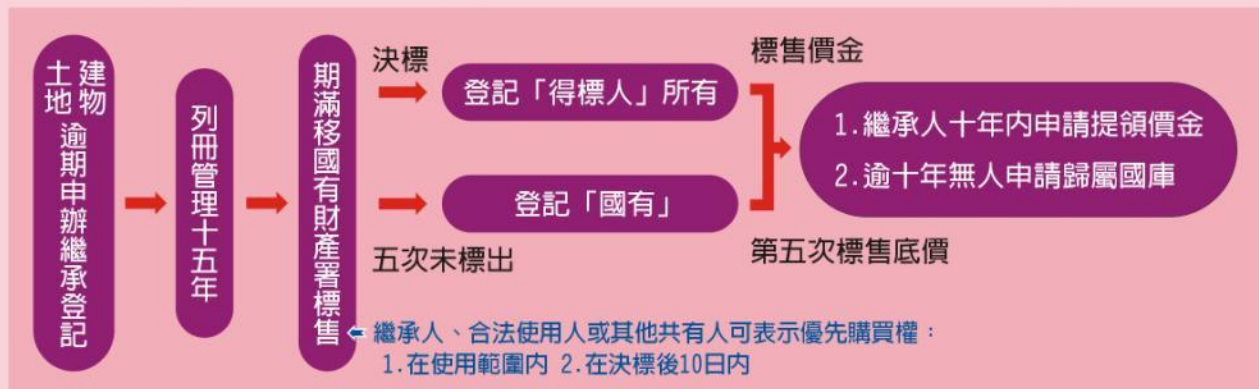 土地
建物
逾期申辦繼承登記
列冊管理十五年
期滿移國有財產署標售
決標
登記「得標人」所有
標售價金
登記「國有」
五次未標出
第五次標售底價
1.繼承人十年內申請提領價金
2.逾十年無人申請歸屬國庫
繼承人、合法使用人或其他共有人可表示優先購買權：
1.在使用範圍內 2.在決標後10日內